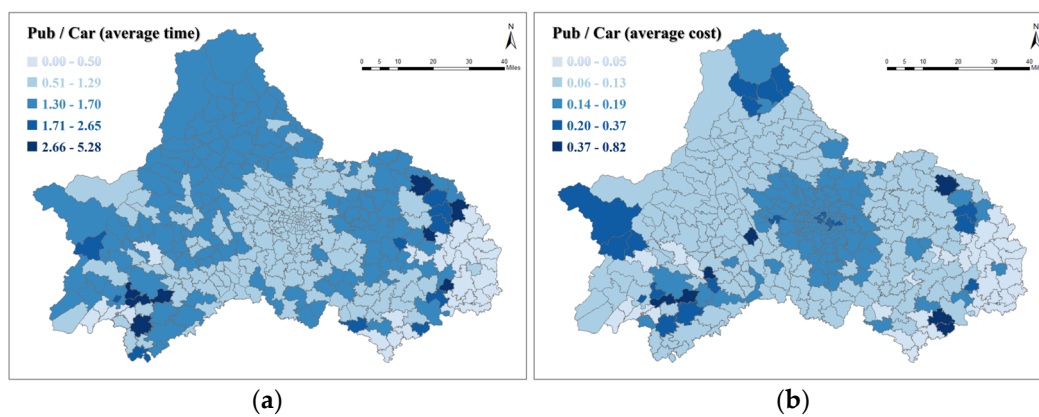 Pub / Car (average time)
0.00 - 0.50
0.51 - 1.29
1.30 - 1.70
1.71 - 2.65
2.66 - 5.28
N
0 5 10 20 30 40
Miles
(a)
Pub / Car (average cost)
0.00 - 0.05
0.06 - 0.13
0.14 - 0.19
0.20 - 0.37
0.37 - 0.82
N
0 5 10 20 30 40
Miles
(b)